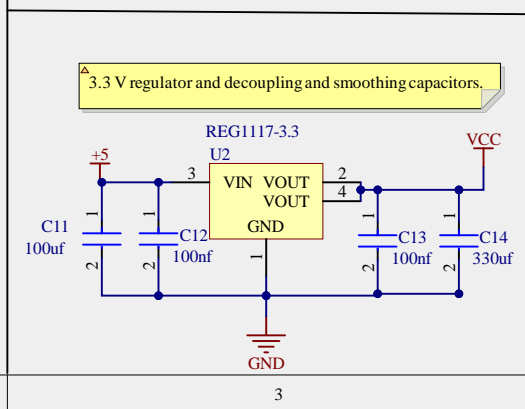 3.3 V regulator and decoupling and smoothing capacitors.
REG1117-3.3
U2
+5
VCC
3
VIN
VOUT
2
VOUT
4
GND
1
C11
100uf
1
2
C12
100nf
1
2
C13
100nf
1
2
C14
330uf
1
2
GND
3